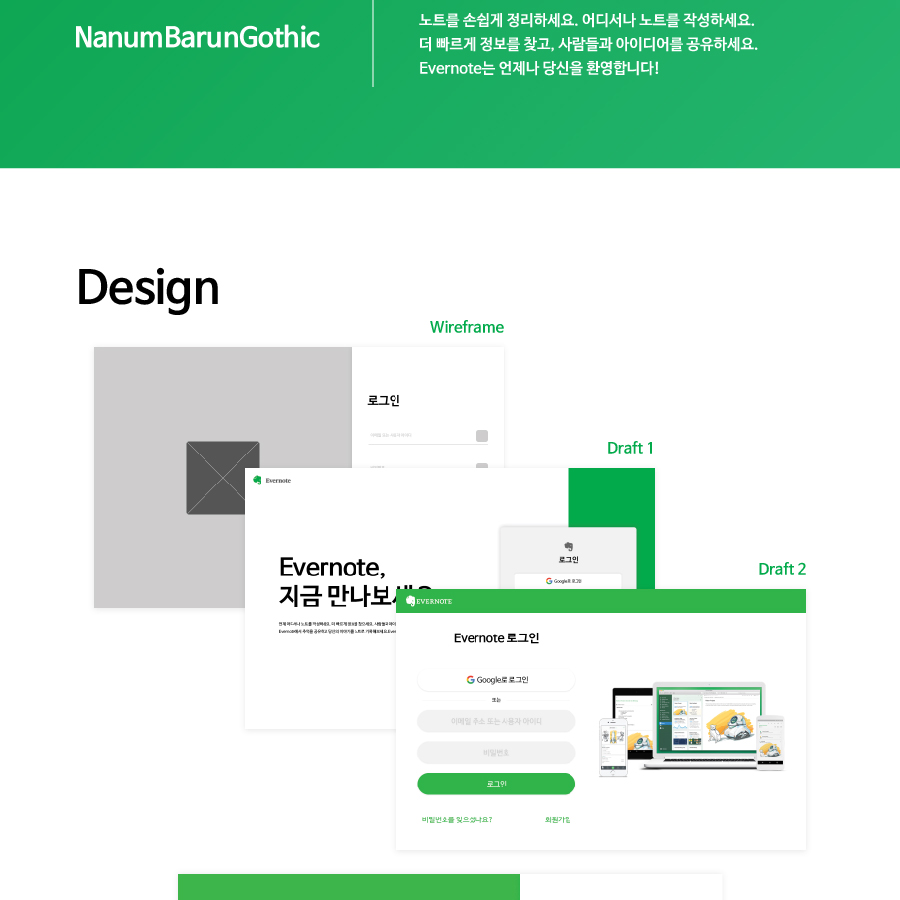 NanumBarunGothic
노트를 손쉽게 정리하세요. 어디서나 노트를 작성하세요.
더 빠르게 정보를 찾고, 사람들과 아이디어를 공유하세요.
Evernote는 언제나 당신을 환영합니다!
Design
Wireframe
로그인
이메일 또는 사용자 아이디
Draft 1
Evernote
로그인
Google로 로그인
Evernote,
지금 만나보세요
Draft 2
EVERNOTE
Evernote 로그인
Google로 로그인
또는
이메일 주소 또는 사용자 아이디
비밀번호
로그인
비밀번호를 잊으셨나요?
회원가입